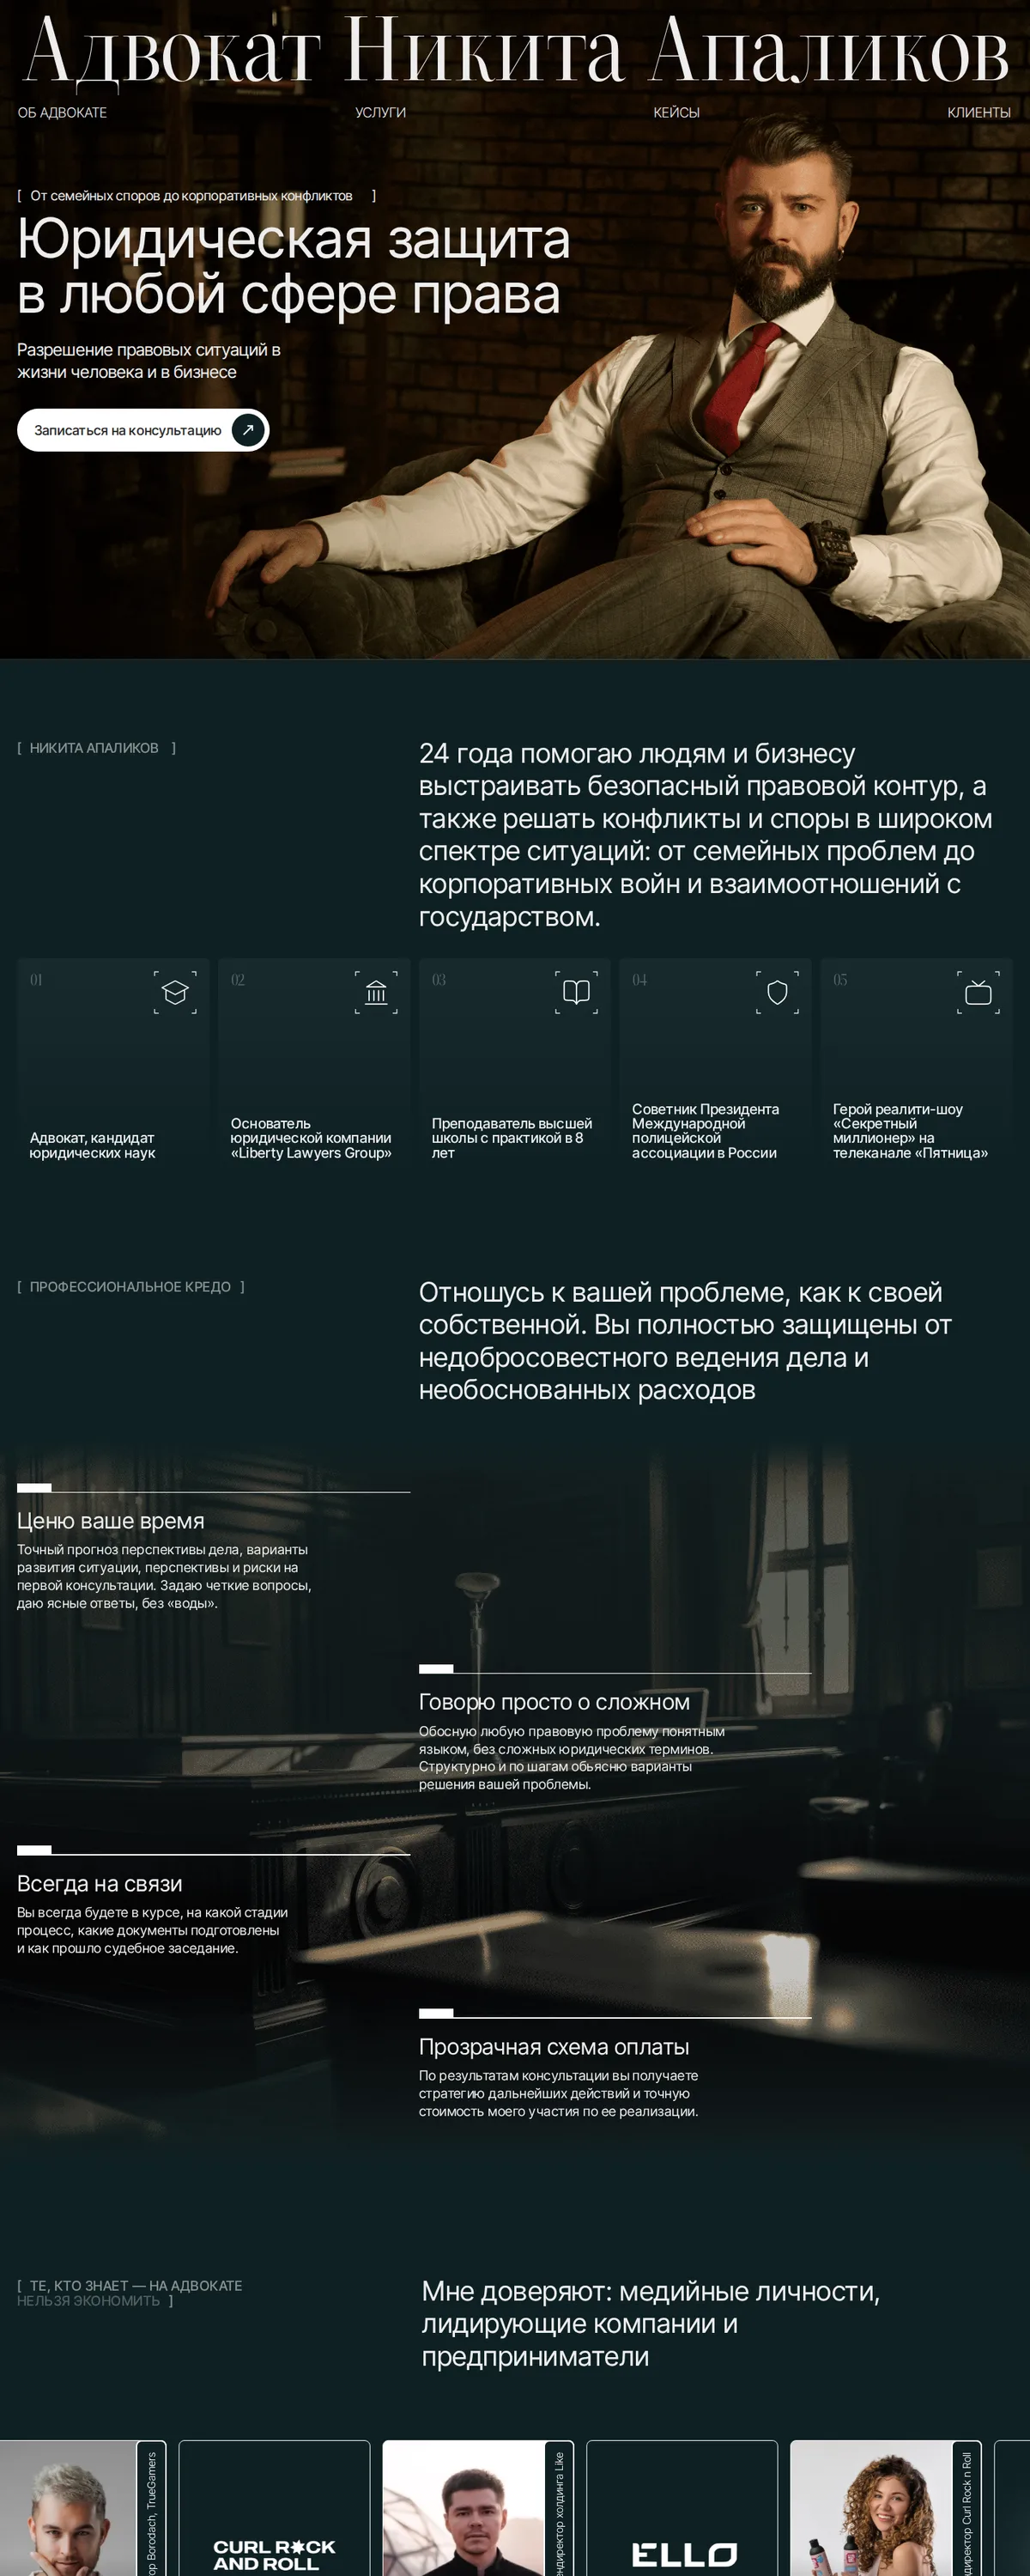 Адвокат Никита Апаликов
ОБ АДВОКАТЕ
УСЛУГИ
КЕЙСЫ
КЛИЕНТЫ
[ От семейных споров до корпоративных конфликтов ]
Юридическая защита
в любой сфере права
Разрешение правовых ситуаций в
жизни человека и в бизнесе
Записаться на консультацию
[ НИКИТА АПАЛИКОВ ]
24 года помогаю людям и бизнесу
выстраивать безопасный правовой контур, а
также решать конфликты и споры в широком
спектре ситуаций: от семейных проблем до
корпоративных войн и взаимоотношений с
государством.
01
Адвокат, кандидат
юридических наук
02
Основатель
юридической компании
«Liberty Lawyers Group»
03
Преподаватель высшей
школы с практикой в 8
лет
04
Советник Президента
Международной
полицейской
ассоциации в России
05
Герой реалити-шоу
«Секретный
миллионер» на
телеканале «Пятница»
[ ПРОФЕССИОНАЛЬНОЕ КРЕДО ]
Отношусь к вашей проблеме, как к своей
собственной. Вы полностью защищены от
недобросовестного ведения дела и
необоснованных расходов
Ценю ваше время
Точный прогноз перспективы дела, варианты
развития ситуации, перспективы и риски на
первой консультации. Задаю четкие вопросы,
даю ясные ответы, без «воды».
Говорю просто о сложном
Обосную любую правовую проблему понятным
языком, без сложных юридических терминов.
Структурно и по шагам обьясню варианты
решения вашей проблемы.
Всегда на связи
Вы всегда будете в курсе, на какой стадии
процесс, какие документы подготовлены
и как прошло судебное заседание.
Прозрачная схема оплаты
По результатам консультации вы получаете
стратегию дальнейших действий и точную
стоимость моего участия по ее реализации.
[ ТЕ, КТО ЗНАЕТ — НА АДВОКАТЕ
НЕЛЬЗЯ ЭКОНОМИТЬ ]
Мне доверяют: медийные личности,
лидирующие компании и
предприниматели
Borodach, TrueGamers
CURL ROCK
AND ROLL
холдинга Like
ELLO
Curl Rock n Roll